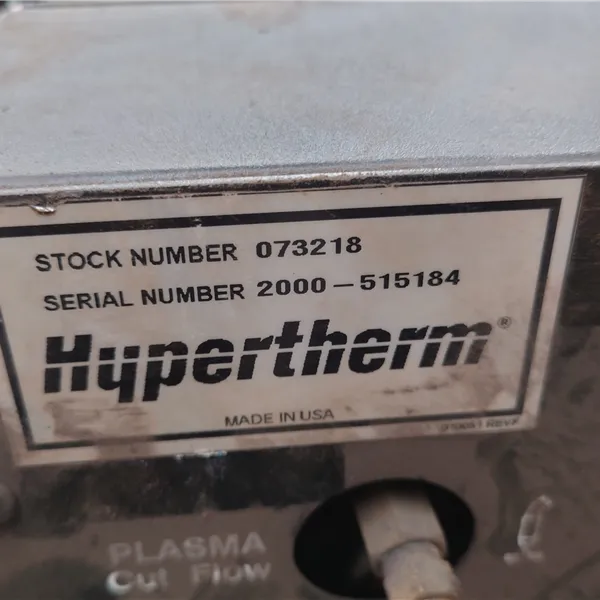 STOCK NUMBER 073218
SERIAL NUMBER 2000-515184
Hypertherm®
MADE IN USA
PLASMA
Cut Flow